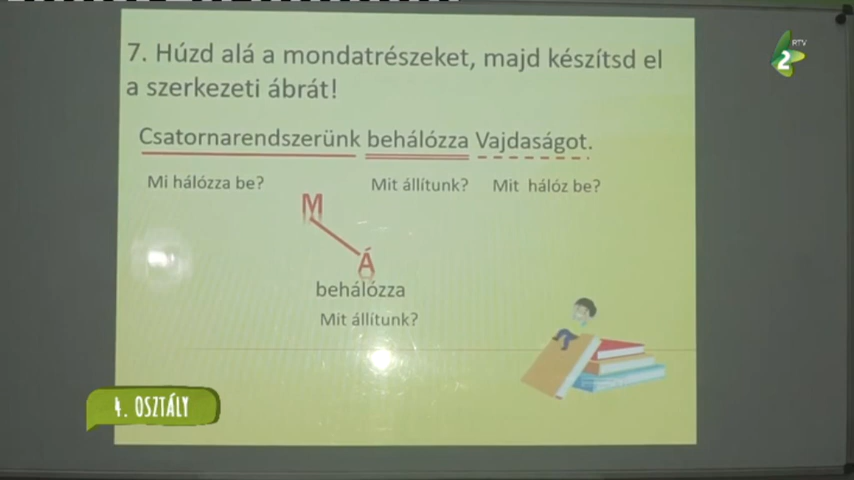 7. Húzd alá a mondatrészeket, majd készítsd el
a szerkezeti ábrát!
Csatornarendszerünk behálózza Vajdaságot.
Mi hálózza be? Mit állítunk? Mit hálóz be?
M
Á
behálózza
Mit állítunk?
4. OSZTÁLY
RTV
2